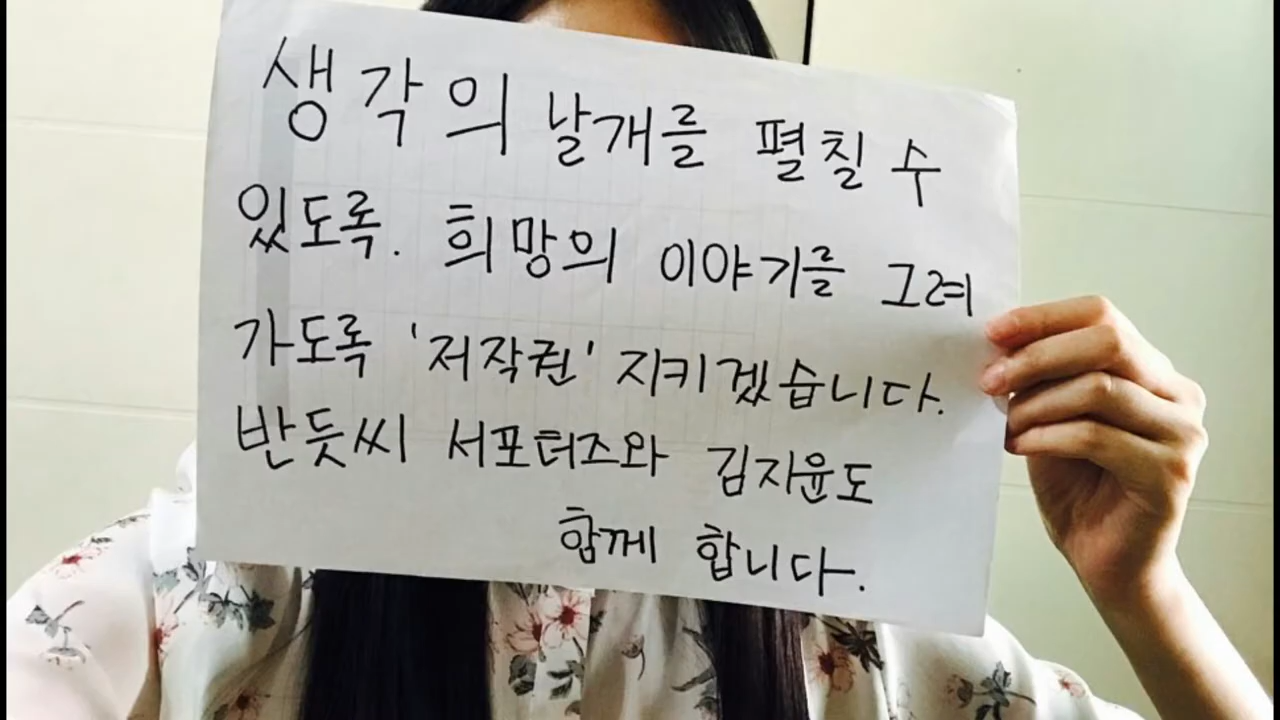 생각의 날개를 펼칠 수
있도록. 희망의 이야기를 그려
가도록 '저작권' 지키겠습니다.
반듯씨 서포터즈와 김지윤도
함께 합니다.